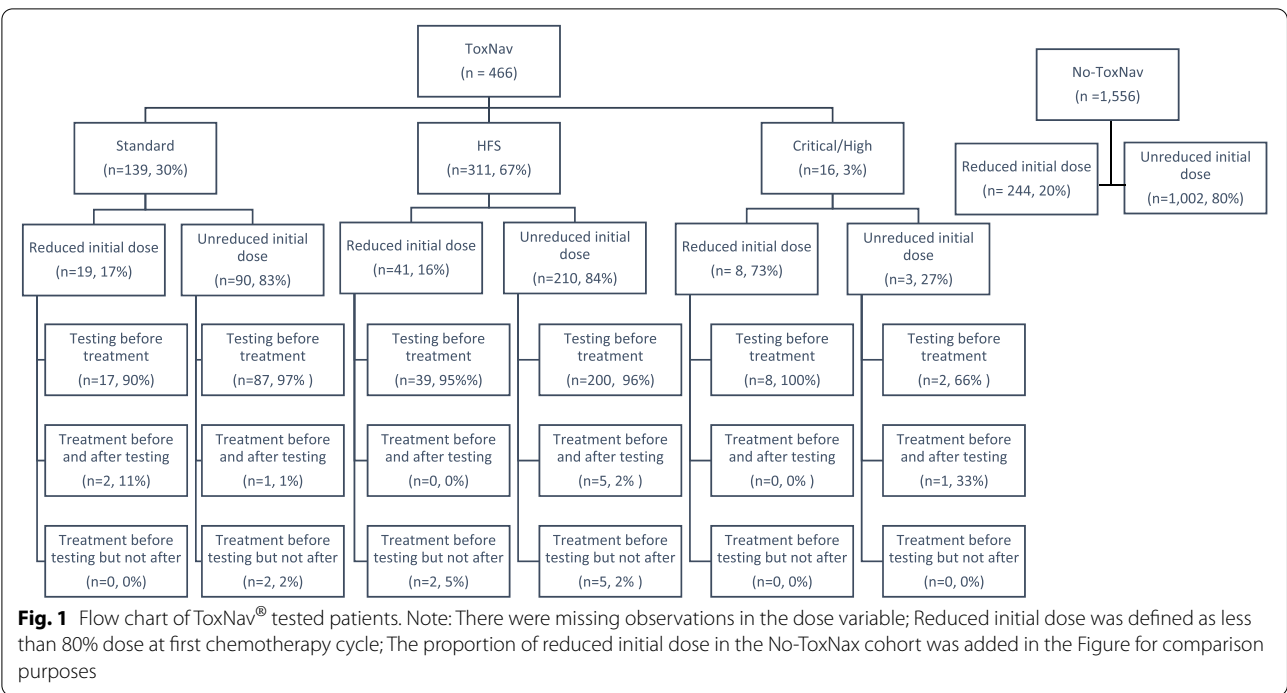 ToxNav
(n = 466)
No-ToxNav
(n =1,556)
Standard
(n=139, 30%)
HFS
(n=311, 67%)
Critical/High
(n=16, 3%)
Reduced initial dose
(n= 244, 20%)
Unreduced initial
dose
(n=1,002, 80%)
Reduced initial dose
(n=19, 17%)
Unreduced initial
dose
(n=90, 83%)
Reduced initial dose
(n=41, 16%)
Unreduced initial
dose
(n=210, 84%)
Reduced initial dose
(n= 8, 73%)
Unreduced initial
dose
(n=3, 27%)
Testing before
treatment
(n=17, 90%)
Testing before
treatment
(n=87, 97% )
Testing before
treatment
(n=39, 95%%)
Testing before
treatment
(n=200, 96%)
Testing before
treatment
(n=8, 100%)
Testing before
treatment
(n=2, 66% )
Treatment before
and after testing
(n=2, 11%)
Treatment before
and after testing
(n=1, 1%)
Treatment before
and after testing
(n=0, 0%)
Treatment before
and after testing
(n=5, 2% )
Treatment before
and after testing
(n=0, 0% )
Treatment before
and after testing
(n=1, 33%)
Treatment before
testing but not after
(n=0, 0%)
Treatment before
testing but not after
(n=2, 2%)
Treatment before
testing but not after
(n=2, 5%)
Treatment before
testing but not after
(n=5, 2% )
Treatment before
testing but not after
(n=0, 0%)
Treatment before
testing but not after
(n=0, 0%)
Fig. 1 Flow chart of ToxNav® tested patients. Note: There were missing observations in the dose variable; Reduced initial dose was defined as less
than 80% dose at first chemotherapy cycle; The proportion of reduced initial dose in the No-ToxNax cohort was added in the Figure for comparison
purposes